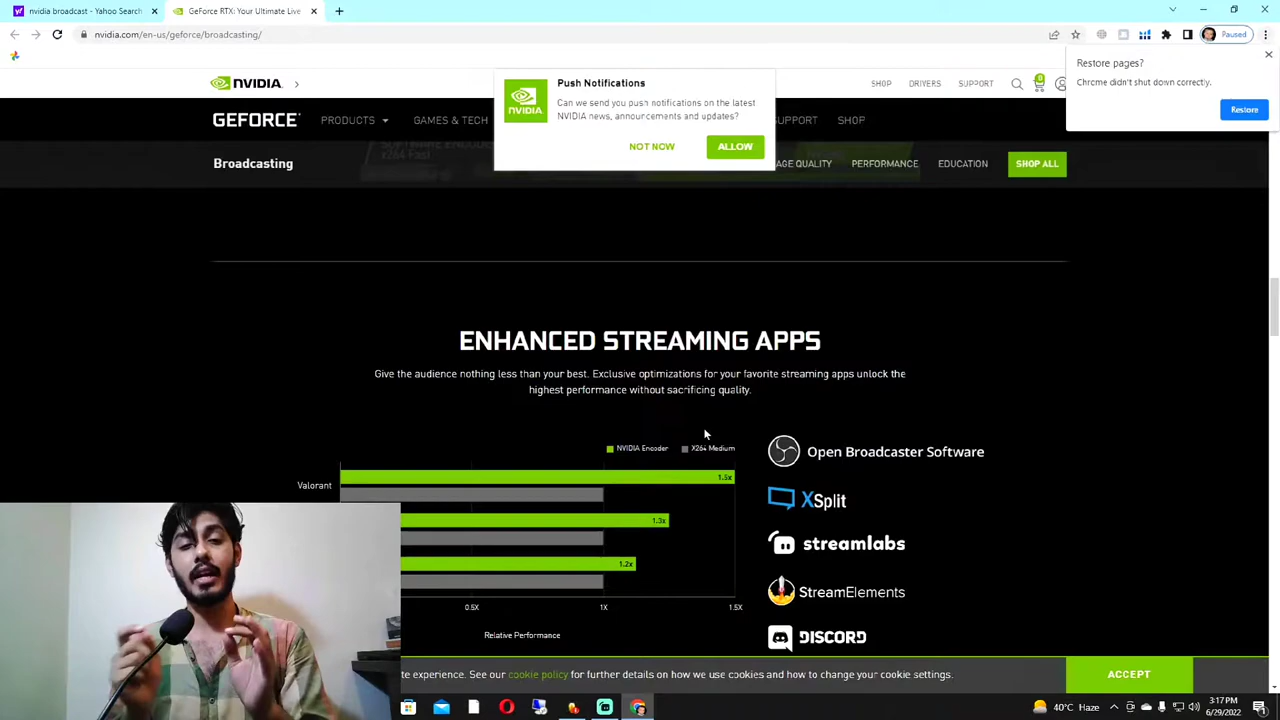 nvidia broadcast - Yahoo Search
GeForce RTX: Your Ultimate Live
nvidia.com/en-us/geforce/broadcasting/
Paused
Restore pages?
Chrome didn't shut down correctly.
Restore
NVIDIA.
Push Notifications
Can we send you push notifications on the latest
NVIDIA news, announcements and updates?
NOT NOW
ALLOW
SHOP
DRIVERS
SUPPORT
0
GEFORCE
PRODUCTS
GAMES & TECH
SUPPORT
SHOP
Broadcasting
AGE QUALITY
PERFORMANCE
EDUCATION
SHOP ALL
ENHANCED STREAMING APPS
Give the audience nothing less than your best. Exclusive optimizations for your favorite streaming apps unlock the
highest performance without sacrificing quality.
NVIDIA Encoder
X264 Medium
Valorant
1.5x
1.3x
1.2x
0.5X
1X
1.5X
Relative Performance
Open Broadcaster Software
XSplit
streamlabs
StreamElements
DISCORD
te experience. See our cookie policy for further details on how we use cookies and how to change your cookie settings.
ACCEPT
40°C Haze
3:17 PM
6/29/2022